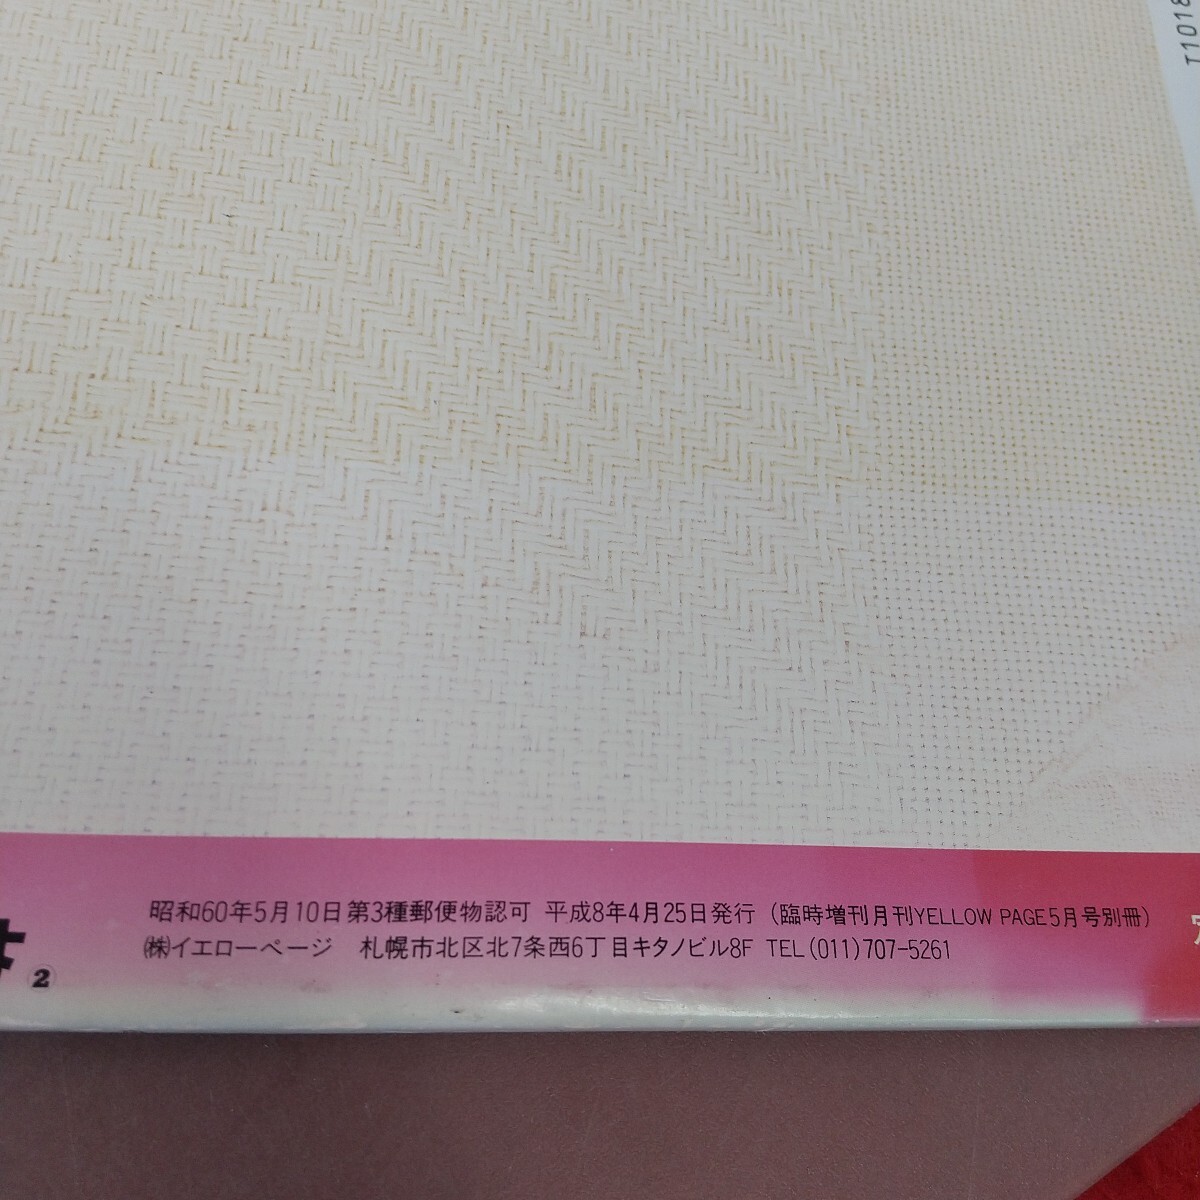 T1018
昭和60年5月10日第3種郵便物認可 平成8年4月25日発行 (臨時増刊月刊YELLOW PAGE5月号別冊)
㈱イエローページ 札幌市北区北7条西6丁目キタノビル8F TEL(011)707-5261
②